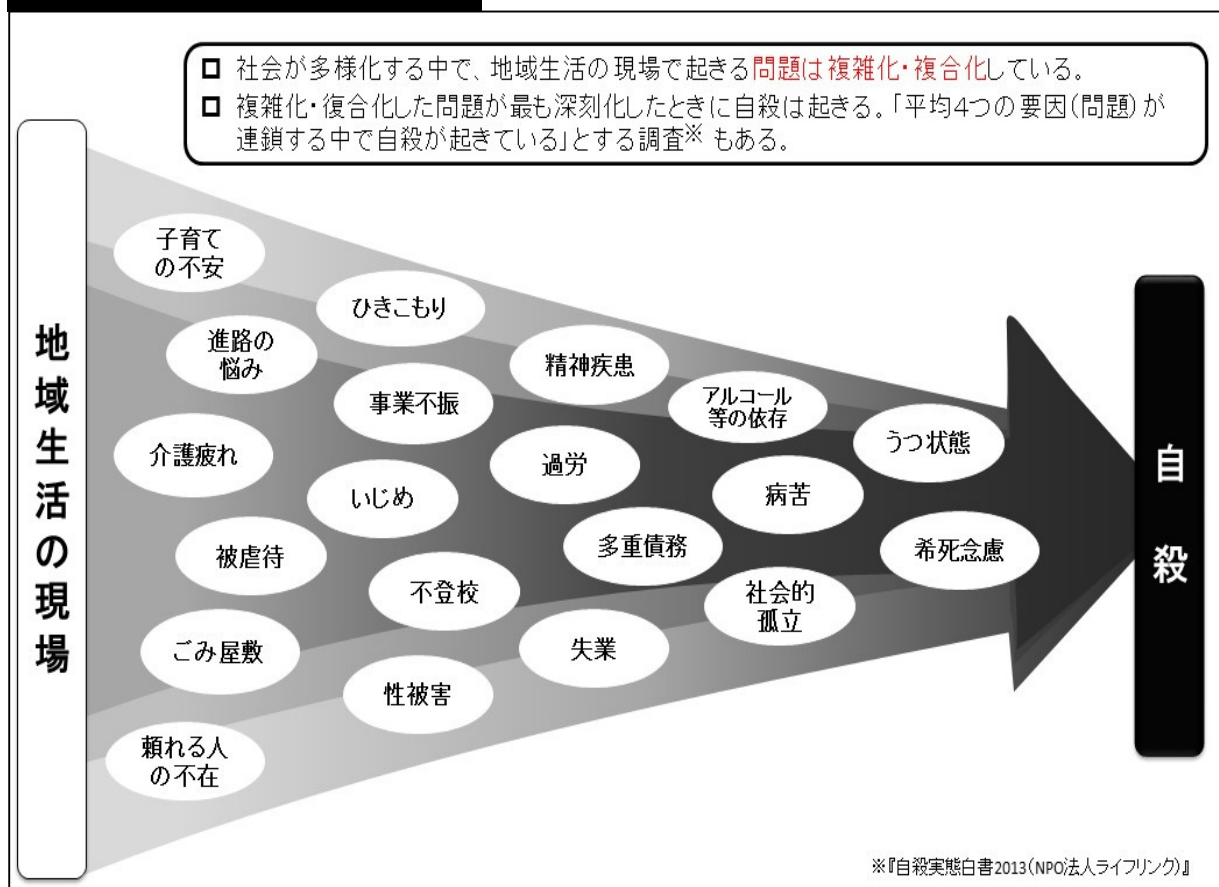 □ 社会が多様化する中で、地域生活の現場で起きる問題は複雑化・複合化している。
□ 複雑化・復合化した問題が最も深刻化したときに自殺は起きる。「平均4つの要因(問題)が
連鎖する中で自殺が起きている」とする調査※ もある。
地域生活の現場
子育て
の不安
進路の
悩み
介護疲れ
被虐待
ごみ屋敷
頼れる人
の不在
ひきこもり
事業不振
いじめ
不登校
性被害
精神疾患
過労
多重債務
失業
アルコール
等の依存
病苦
社会的
孤立
うつ状態
希死念慮
自殺
※『自殺実態白書2013(NPO法人ライフリンク)』